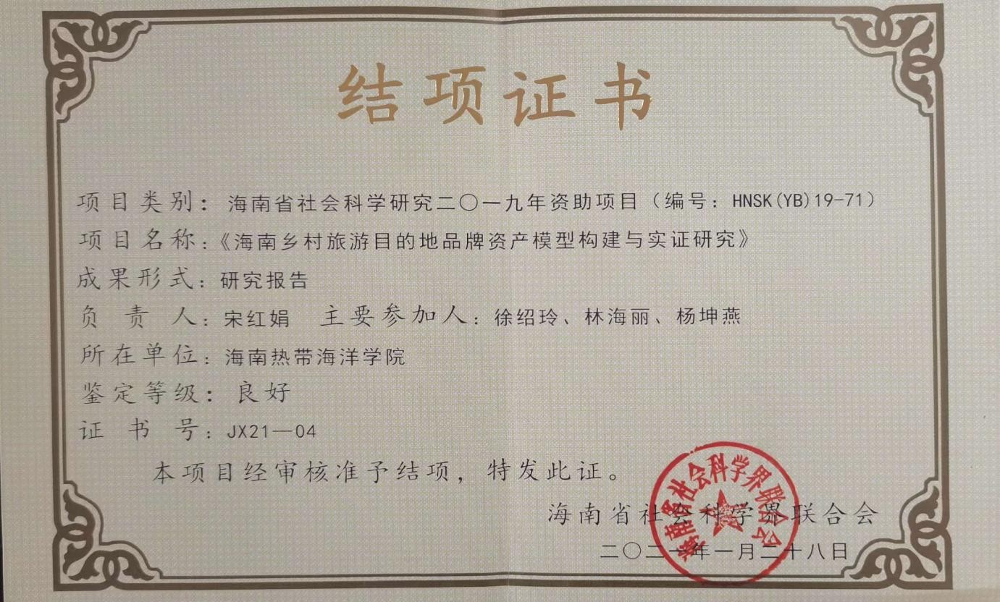 结项证书
项目类别：海南省社会科学研究二〇一九年资助项目（编号：HNSK(YB)19-71）
项目名称：《海南乡村旅游目的地品牌资产模型构建与实证研究》
成果形式：研究报告
负责人：宋红娟 主要参加人：徐绍玲、林海丽、杨坤燕
所在单位：海南热带海洋学院
鉴定等级：良好
证书号：JX21—04
本项目经审核准予结项，特发此证。
海南省社会科学界联合会
二〇二一年一月二十八日
海南省社会科学界联合会